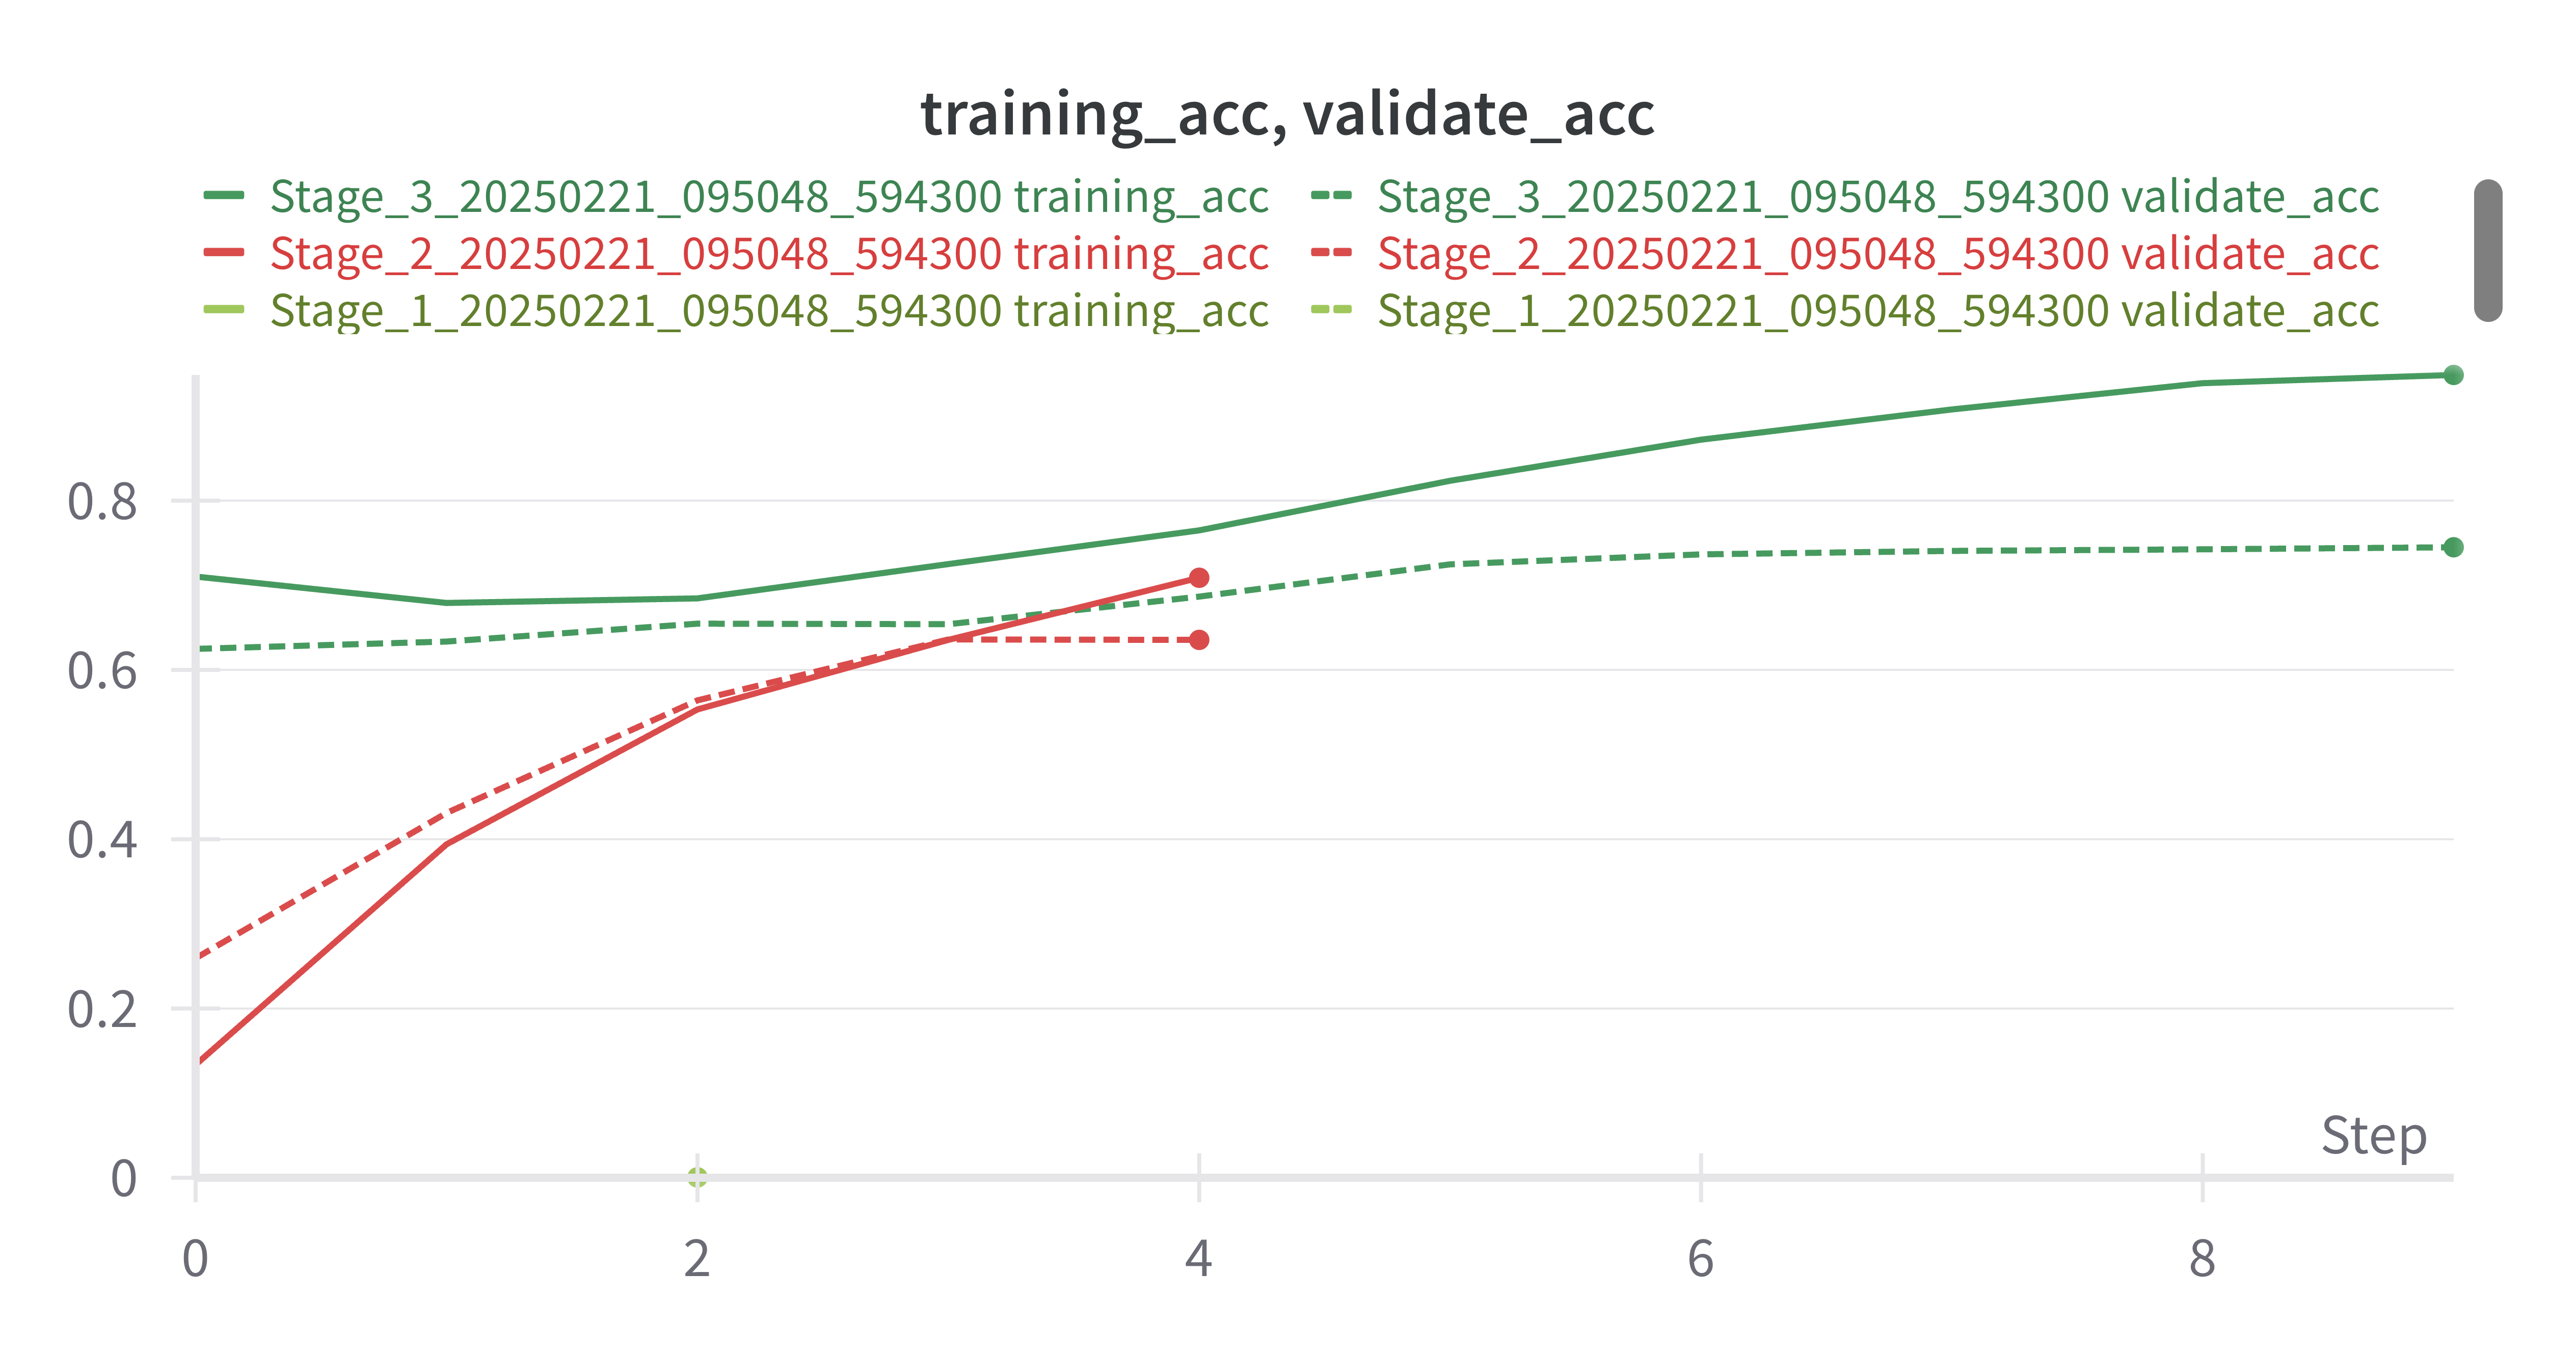 training_acc, validate_acc
Stage_3_20250221_095048_594300 training_acc Stage_3_20250221_095048_594300 validate_acc
Stage_2_20250221_095048_594300 training_acc Stage_2_20250221_095048_594300 validate_acc
Stage_1_20250221_095048_594300 training_acc Stage_1_20250221_095048_594300 validate_acc
0.8
0.6
0.4
0.2
Step
0
0 2 4 6 8